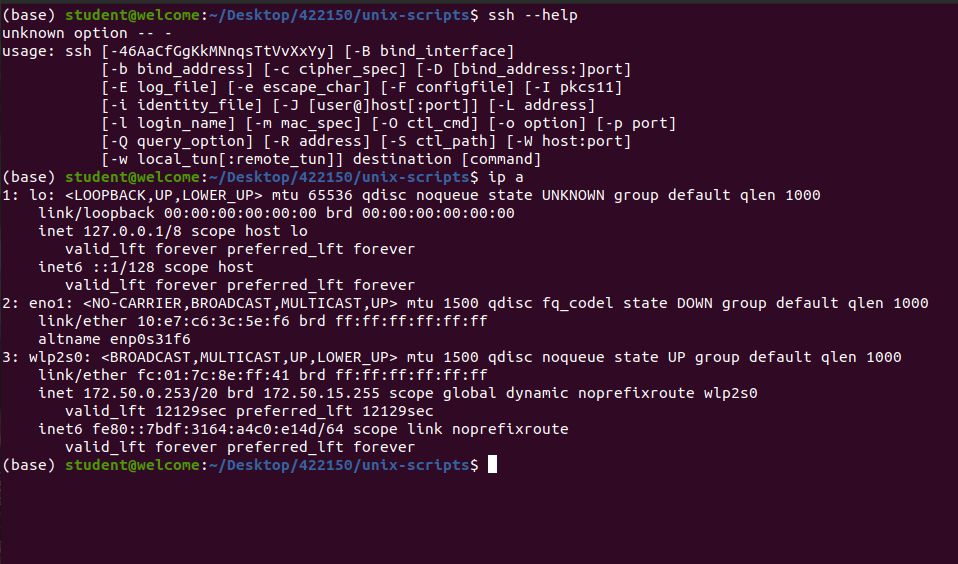 (base) student@welcome:~/Desktop/422150/unix-scripts$ ssh --help
unknown option -- -
usage: ssh [-46AaCfGgKkMNnqsTtVvXxYy] [-B bind_interface]
           [-b bind_address] [-c cipher_spec] [-D [bind_address:]port]
           [-E log_file] [-e escape_char] [-F configfile] [-I pkcs11]
           [-i identity_file] [-J [user@]host[:port]] [-L address]
           [-l login_name] [-m mac_spec] [-O ctl_cmd] [-o option] [-p port]
           [-Q query_option] [-R address] [-S ctl_path] [-W host:port]
           [-w local_tun[:remote_tun]] destination [command]
(base) student@welcome:~/Desktop/422150/unix-scripts$ ip a
1: lo: <LOOPBACK,UP,LOWER_UP> mtu 65536 qdisc noqueue state UNKNOWN group default qlen 1000
    link/loopback 00:00:00:00:00:00 brd 00:00:00:00:00:00
    inet 127.0.0.1/8 scope host lo
       valid_lft forever preferred_lft forever
    inet6 ::1/128 scope host
       valid_lft forever preferred_lft forever
2: eno1: <NO-CARRIER,BROADCAST,MULTICAST,UP> mtu 1500 qdisc fq_codel state DOWN group default qlen 1000
    link/ether 10:e7:c6:3c:5e:f6 brd ff:ff:ff:ff:ff:ff
    altname enp0s31f6
3: wlp2s0: <BROADCAST,MULTICAST,UP,LOWER_UP> mtu 1500 qdisc noqueue state UP group default qlen 1000
    link/ether fc:01:7c:8e:ff:41 brd ff:ff:ff:ff:ff:ff
    inet 172.50.0.253/20 brd 172.50.15.255 scope global dynamic noprefixroute wlp2s0
       valid_lft 12129sec preferred_lft 12129sec
    inet6 fe80::7bdf:3164:a4c0:e14d/64 scope link noprefixroute
       valid_lft forever preferred_lft forever
(base) student@welcome:~/Desktop/422150/unix-scripts$